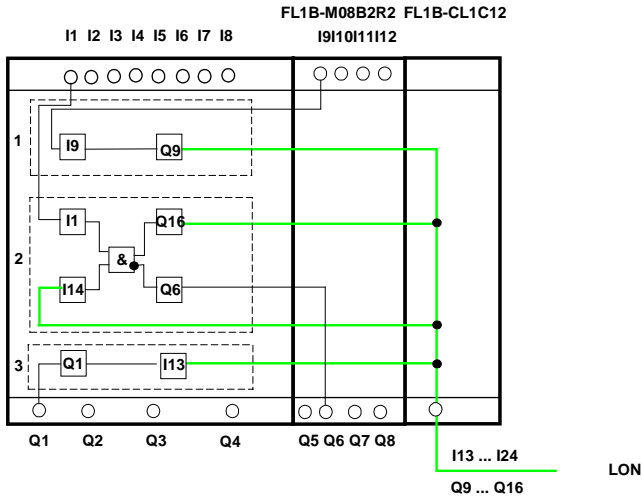 FL1B-M08B2R2 FL1B-CL1C12
I1 I2 I3 I4 I5 I6 I7 I8 I9I10I11I12
1 I9 Q9
I1 Q16
2 &
I14 Q6
3 Q1 I13
Q1 Q2 Q3 Q4 Q5 Q6 Q7 Q8
I13 ... I24
LON
Q9 ... Q16